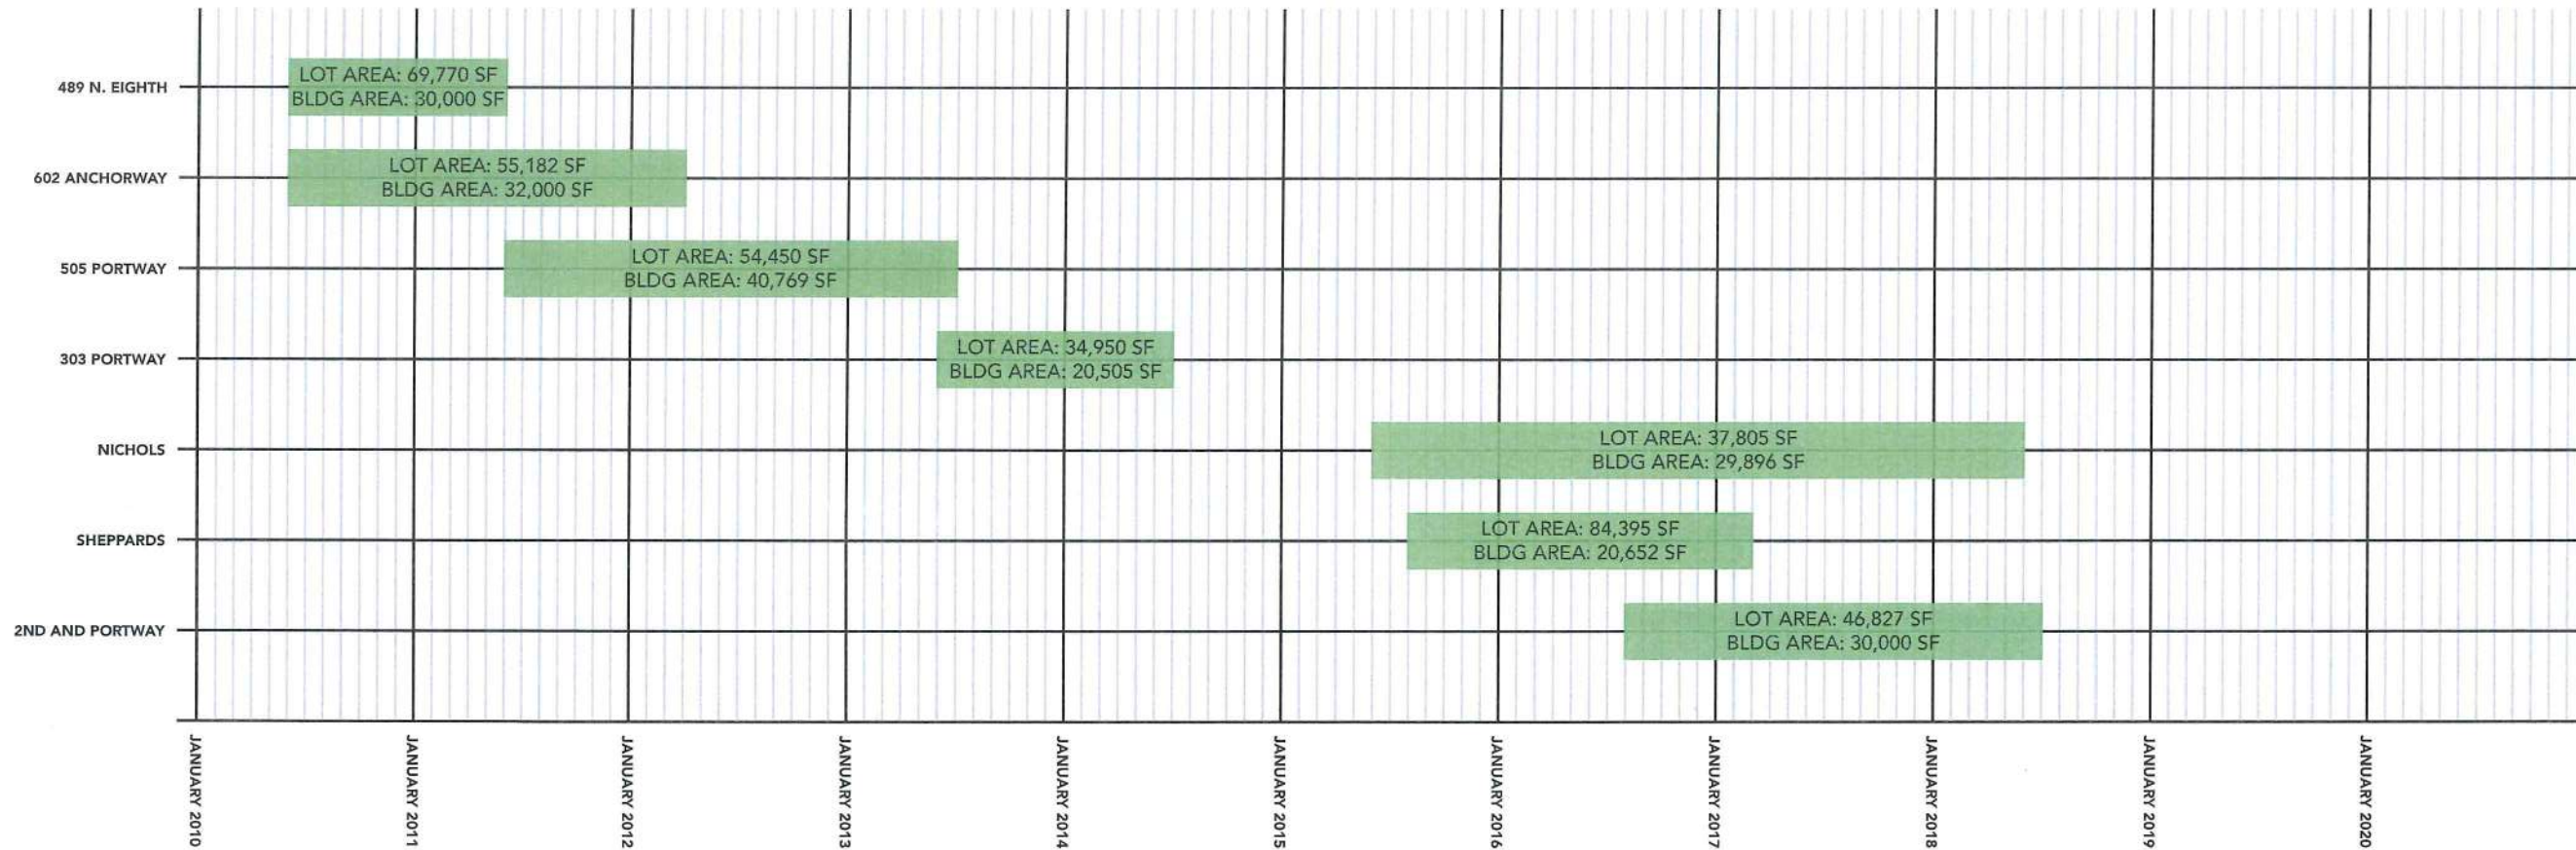 489 N. EIGHTH
LOT AREA: 69,770 SF
BLDG AREA: 30,000 SF
602 ANCHORWAY
LOT AREA: 55,182 SF
BLDG AREA: 32,000 SF
505 PORTWAY
LOT AREA: 54,450 SF
BLDG AREA: 40,769 SF
303 PORTWAY
LOT AREA: 34,950 SF
BLDG AREA: 20,505 SF
NICHOLS
LOT AREA: 37,805 SF
BLDG AREA: 29,896 SF
SHEPPARDS
LOT AREA: 84,395 SF
BLDG AREA: 20,652 SF
2ND AND PORTWAY
LOT AREA: 46,827 SF
BLDG AREA: 30,000 SF
JANUARY 2010
JANUARY 2011
JANUARY 2012
JANUARY 2013
JANUARY 2014
JANUARY 2015
JANUARY 2016
JANUARY 2017
JANUARY 2018
JANUARY 2019
JANUARY 2020